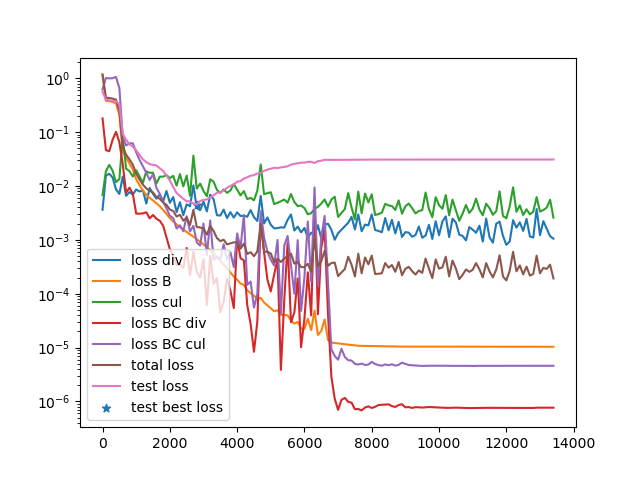 10⁰
10⁻¹
10⁻²
10⁻³
10⁻⁴
10⁻⁵
10⁻⁶
loss div
loss B
loss cul
loss BC div
loss BC cul
total loss
test loss
test best loss
0 2000 4000 6000 8000 10000 12000 14000